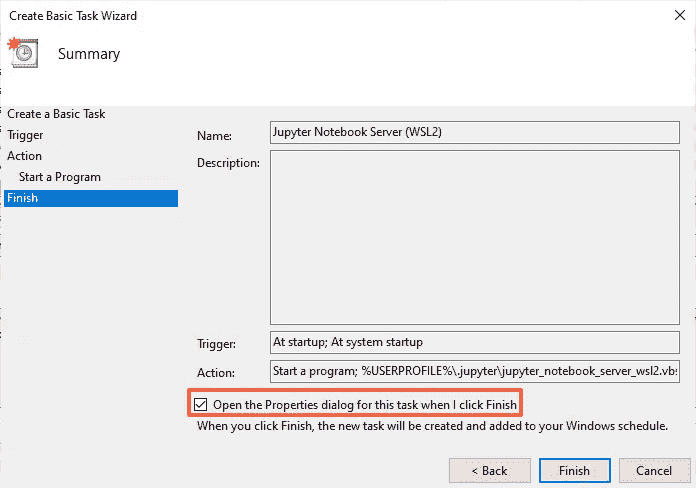 Create Basic Task Wizard
Summary
Create a Basic Task
Trigger
Action
Start a Program
Finish
Name: Jupyter Notebook Server (WSL2)
Description:
Trigger: At startup; At system startup
Action: Start a program; %USERPROFILE%\.jupyter\jupyter_notebook_server_wsl2.vbs
Open the Properties dialog for this task when I click Finish
When you click Finish, the new task will be created and added to your Windows schedule.
< Back Finish Cancel